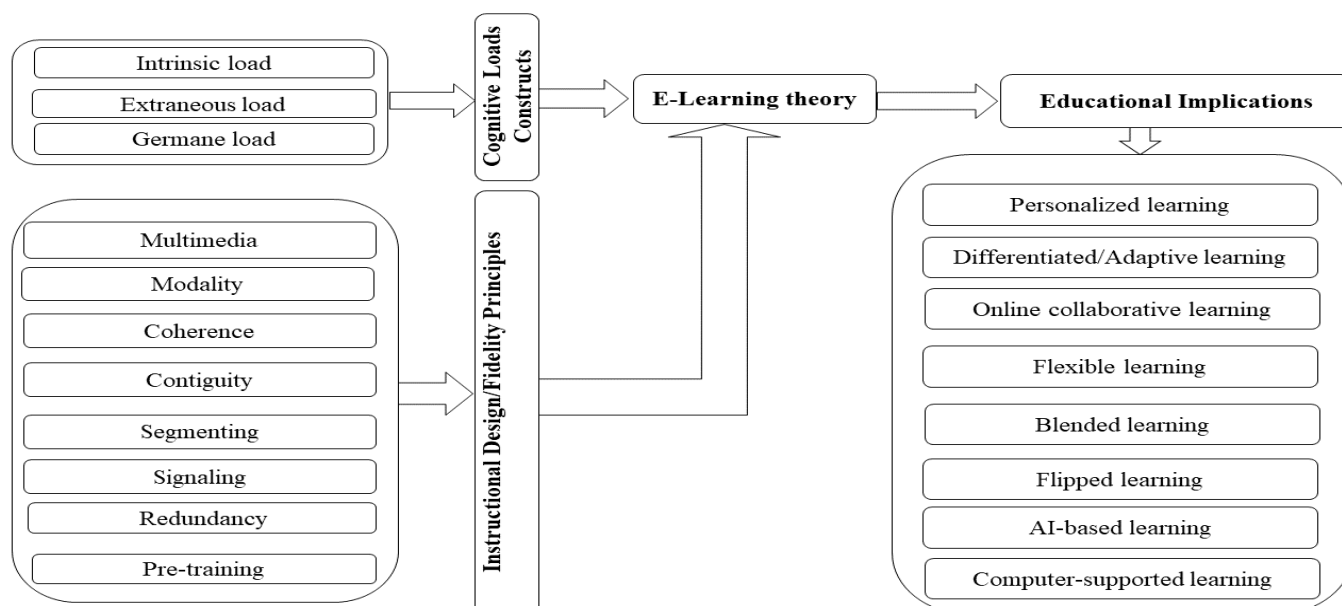 Intrinsic load
Extraneous load
Germane load
Cognitive Loads
Constructs
E-Learning theory
Educational Implications
Multimedia
Modality
Coherence
Contiguity
Segmenting
Signaling
Redundancy
Pre-training
Instructional Design/Fidelity Principles
Personalized learning
Differentiated/Adaptive learning
Online collaborative learning
Flexible learning
Blended learning
Flipped learning
AI-based learning
Computer-supported learning